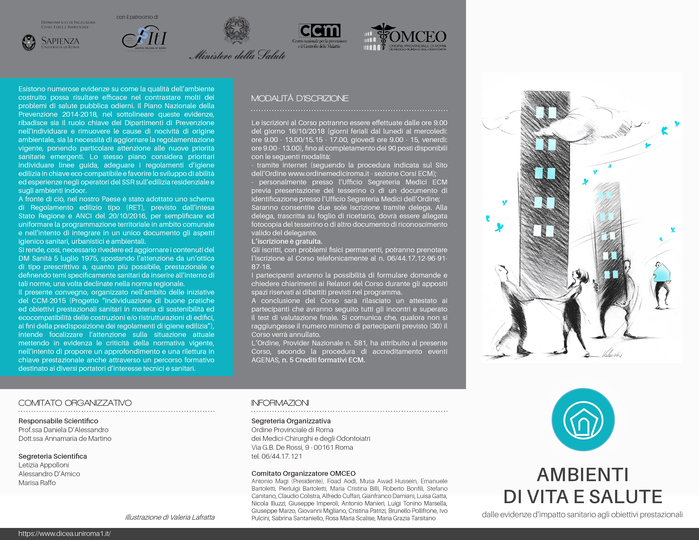 DIPARTIMENTO DI INGEGNERIA
CIVILE EDILE E AMBIENTALE
SAPIENZA
UNIVERSITÀ DI ROMA
con il patrocinio di
SItI
Ministero della Salute
ccm
Centro nazionale per la prevenzione
e il Controllo delle Malattie
OMCEO
ORDINE PROVINCIALE DI ROMA
Esistono numerose evidenze su come la qualità dell'ambiente
costruito possa risultare efficace nel contrastare molti dei
problemi di salute pubblica odierni. Il Piano Nazionale della
Prevenzione 2014-2018, nel sottolineare queste evidenze,
ribadisce sia il ruolo chiave dei Dipartimenti di Prevenzione
nell'individuare e rimuovere le cause di nocività di origine
ambientale, sia la necessità di aggiornare la regolamentazione
vigente, ponendo particolare attenzione alle nuove priorità
sanitarie emergenti. Lo stesso piano considera prioritari
individuare linee guida, adeguare i regolamenti d'igiene
edilizia in chiave eco-compatibile e favorire lo sviluppo di abilità
ed esperienze negli operatori del SSR sull'edilizia residenziale e
sugli ambienti indoor.
A fronte di ciò, nel nostro Paese è stato adottato uno schema
di Regolamento edilizio tipo (RET), previsto dall'intesa
Stato Regione e ANCI del 20/10/2016, per semplificare ed
uniformare la programmazione territoriale in ambito comunale
e nell'intento di integrare in un unico documento gli aspetti
igienico sanitari, urbanistici e ambientali.
Si rende, così, necessario rivedere ed aggiornare i contenuti del
DM Sanità 5 luglio 1975, spostando l'attenzione da un'ottica
di tipo prescrittivo a, quanto più possibile, prestazionale e
definendo temi specificamente sanitari da inserire all'interno di
tali norme, una volta declinate nella norma regionale.
Il presente convegno, organizzato nell'ambito delle iniziative
del CCM-2015 (Progetto "Individuazione di buone pratiche
ed obiettivi prestazionali sanitari in materia di sostenibilità ed
ecocompatibilità delle costruzioni e/o ristrutturazioni di edifici,
ai fini della predisposizione dei regolamenti di igiene edilizia"),
intende focalizzare l'attenzione sulla situazione attuale
mettendo in evidenza le criticità della normativa vigente,
nell'intento di proporre un approfondimento e una rilettura in
chiave prestazionale anche attraverso un percorso formativo
destinato ai diversi portatori d'interesse tecnici e sanitari.
MODALITÀ D'ISCRIZIONE
Le iscrizioni al Corso potranno essere effettuate dalle ore 9.00
del giorno 16/10/2018 (giorni feriali dal lunedì al mercoledì:
ore 9.00 - 13.00/15.15 - 17.00, giovedì ore 9.00 - 15, venerdì:
ore 9.00 - 13.00), fino al completamento dei 90 posti disponibili
con le seguenti modalità:
- tramite internet (seguendo la procedura indicata sul Sito
dell'Ordine www.ordinemediciroma.it - sezione Corsi ECM);
- personalmente presso l'Ufficio Segreteria Medici ECM
previa presentazione del tesserino o di un documento di
identificazione presso l'Ufficio Segreteria Medici dell'Ordine;
Saranno consentite due sole iscrizione tramite delega. Alla
delega, trascritta su foglio di ricettario, dovrà essere allegata
fotocopia del tesserino o di altro documento di riconoscimento
valido del delegante.
L'iscrizione è gratuita.
Gli iscritti, con problemi fisici permanenti, potranno prenotare
l'iscrizione al Corso telefonicamente al n. 06/44.17.12-96-91-
87-18.
I partecipanti avranno la possibilità di formulare domande e
chiedere chiarimenti ai Relatori del Corso durante gli appositi
spazi riservati ai dibattiti previsti nel programma.
A conclusione del Corso sarà rilasciato un attestato ai
partecipanti che avranno seguito tutti gli incontri e superato
il test di valutazione finale. Si comunica che, qualora non si
raggiungesse il numero minimo di partecipanti previsto (30) il
Corso verrà annullato.
L'Ordine, Provider Nazionale n. 581, ha attribuito al presente
Corso, secondo la procedura di accreditamento eventi
AGENAS, n. 5 Crediti formativi ECM.
COMITATO ORGANIZZATIVO
Responsabile Scientifico
Prof.ssa Daniela D'Alessandro
Dott.ssa Annamaria de Martino
Segreteria Scientifica
Letizia Appolloni
Alessandro D'Amico
Marisa Raffo
illustrazione di Valeria Lafratta
INFORMAZIONI
Segreteria Organizzativa
Ordine Provinciale di Roma
dei Medici-Chirurghi e degli Odontoiatri
Via G.B. De Rossi, 9 - 00161 Roma
tel. 06/44.17.121
Comitato Organizzatore OMCEO
Antonio Magi (Presidente), Foad Aodi, Musa Awad Hussein, Emanuele
Bartoletti, Pierluigi Bartoletti, Maria Cristina Billi, Roberto Bonfili, Stefano
Canitano, Claudio Colistra, Alfredo Cuffari, Gianfranco Damiani, Luisa Gatta,
Nicola Illuzzi, Giuseppe Imperoli, Antonio Manieri, Luigi Tonino Marsella,
Giuseppe Marzo, Giovanni Migliano, Cristina Patrizi, Brunello Pollifrone, Ivo
Pulcini, Sabrina Santaniello, Rosa Maria Scalise, Maria Grazia Tarsitano
AMBIENTI
DI VITA E SALUTE
dalle evidenze d'impatto sanitario agli obiettivi prestazionali
https://www.dicea.uniroma1.it/